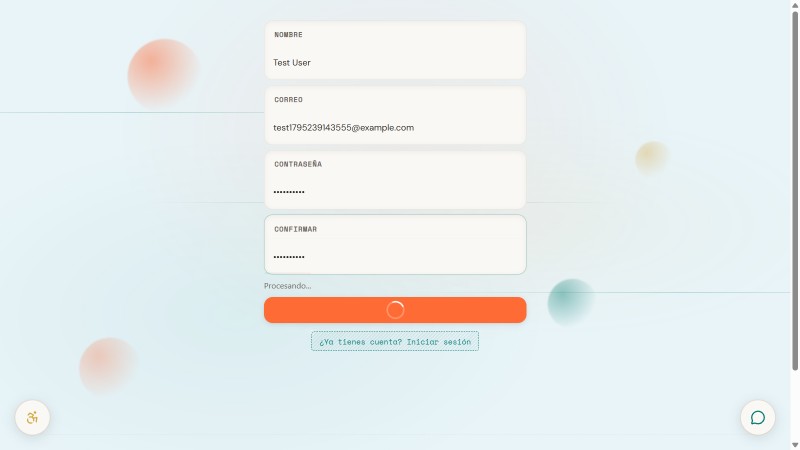 NOMBRE
Test User
CORREO
test1795239143555@example.com
CONTRASEÑA
••••••••••
CONFIRMAR
••••••••••
Procesando...
¿Ya tienes cuenta? Iniciar sesión